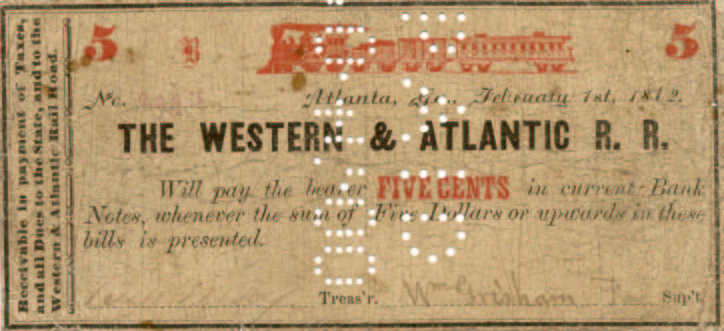 Receivable in payment of Taxes,
and all Dues to the State, and to the
Western & Atlantic Rail Road.
5 5
No. Atlanta, Ga., February 1st, 1862.
THE WESTERN & ATLANTIC R. R.
Will pay the bearer FIVE CENTS in current Bank
Notes, whenever the sum of Five Dollars or upwards in these
bills is presented.
Treas'r. Wm Grisham Sup't.